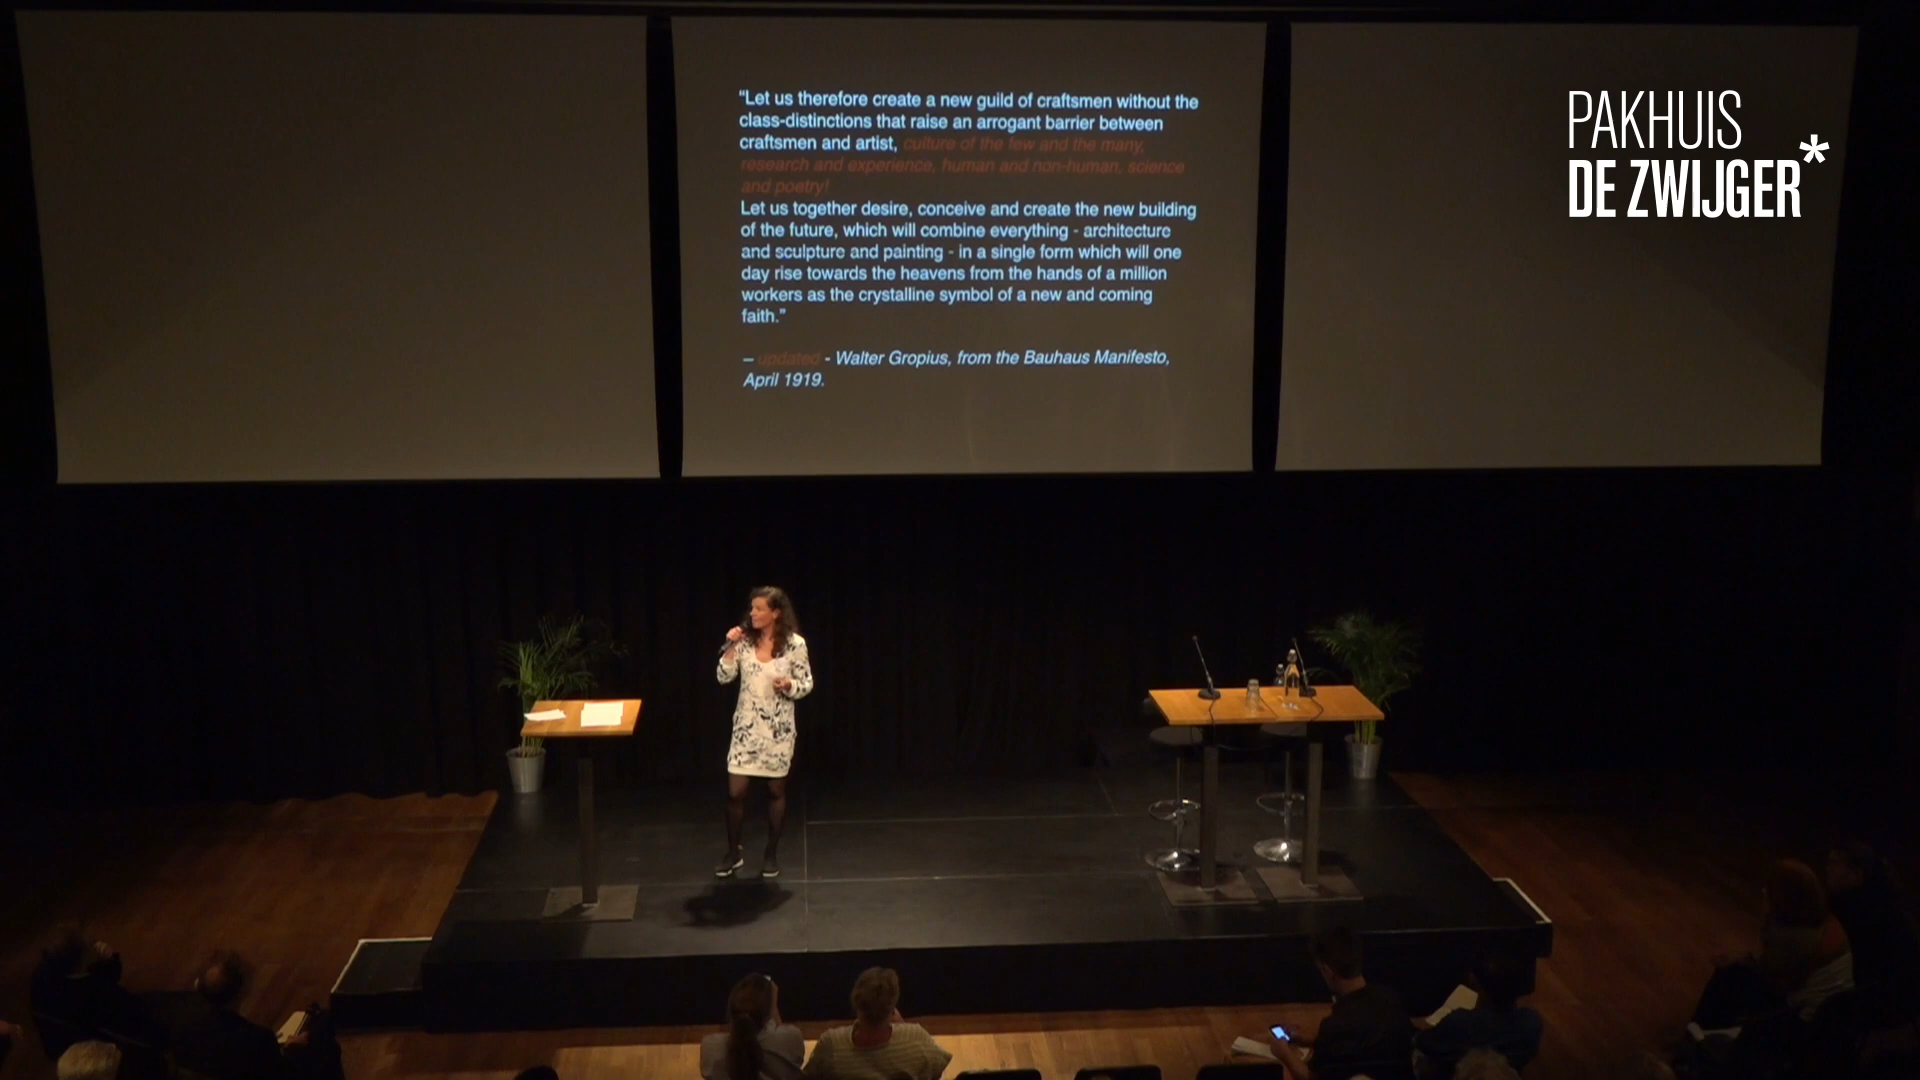 “Let us therefore create a new guild of craftsmen without the
class-distinctions that raise an arrogant barrier between
craftsmen and artist, culture of the few and the many,
research and experience, human and non-human, science
and poetry!
Let us together desire, conceive and create the new building
of the future, which will combine everything - architecture
and sculpture and painting - in a single form which will one
day rise towards the heavens from the hands of a million
workers as the crystalline symbol of a new and coming
faith.”
– updated - Walter Gropius, from the Bauhaus Manifesto,
April 1919.
PAKHUIS
DE ZWIJGER*